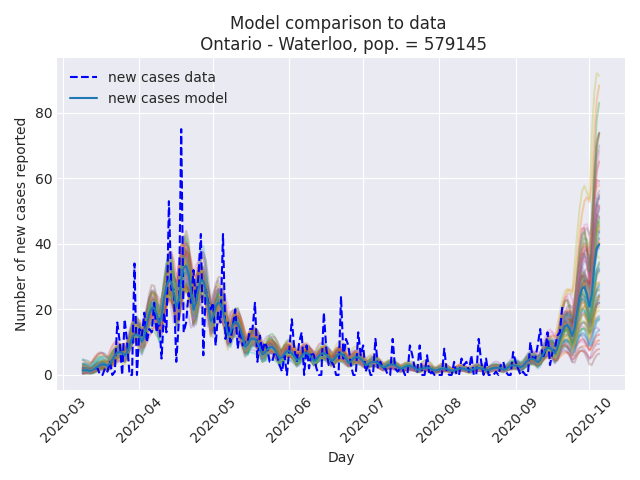 Model comparison to data
Ontario - Waterloo, pop. = 579145
new cases data
new cases model
Number of new cases reported
80
60
40
20
0
2020-03
2020-04
2020-05
2020-06
2020-07
2020-08
2020-09
2020-10
Day